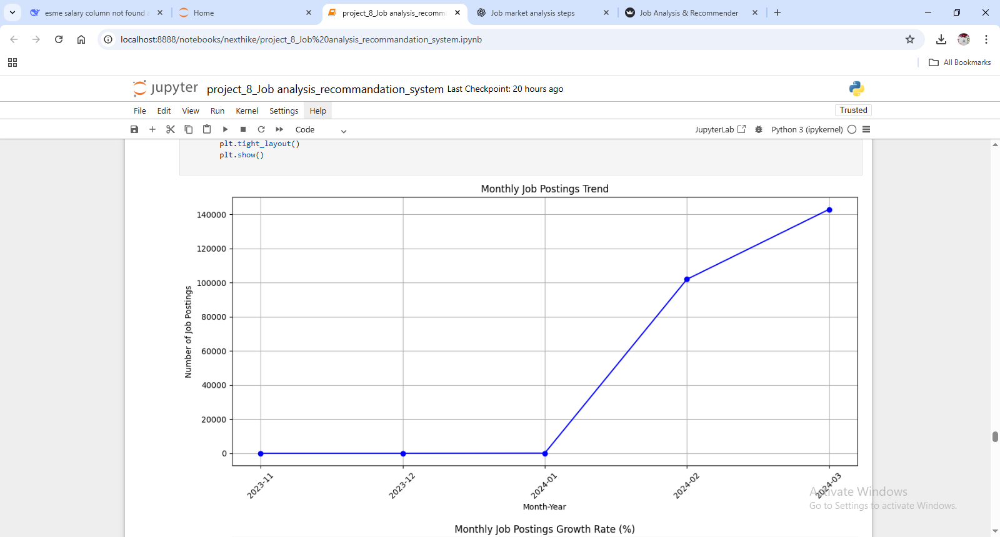 esme salary column not found
Home
project_8_Job analysis_recomm
Job market analysis steps
Job Analysis & Recommender
localhost:8888/notebooks/nexthike/project_8_Job%20analysis_recommandation_system.ipynb
All Bookmarks
jupyter project_8_Job analysis_recommandation_system Last Checkpoint: 20 hours ago
File Edit View Run Kernel Settings Help
Trusted
Code
JupyterLab
Python 3 (ipykernel)
plt.tight_layout()
plt.show()
Monthly Job Postings Trend
140000
120000
100000
80000
60000
40000
20000
0
Number of Job Postings
2023-11
2023-12
2024-01
2024-02
2024-03
Month-Year
Activate Windows
Go to Settings to activate Windows.
Monthly Job Postings Growth Rate (%)